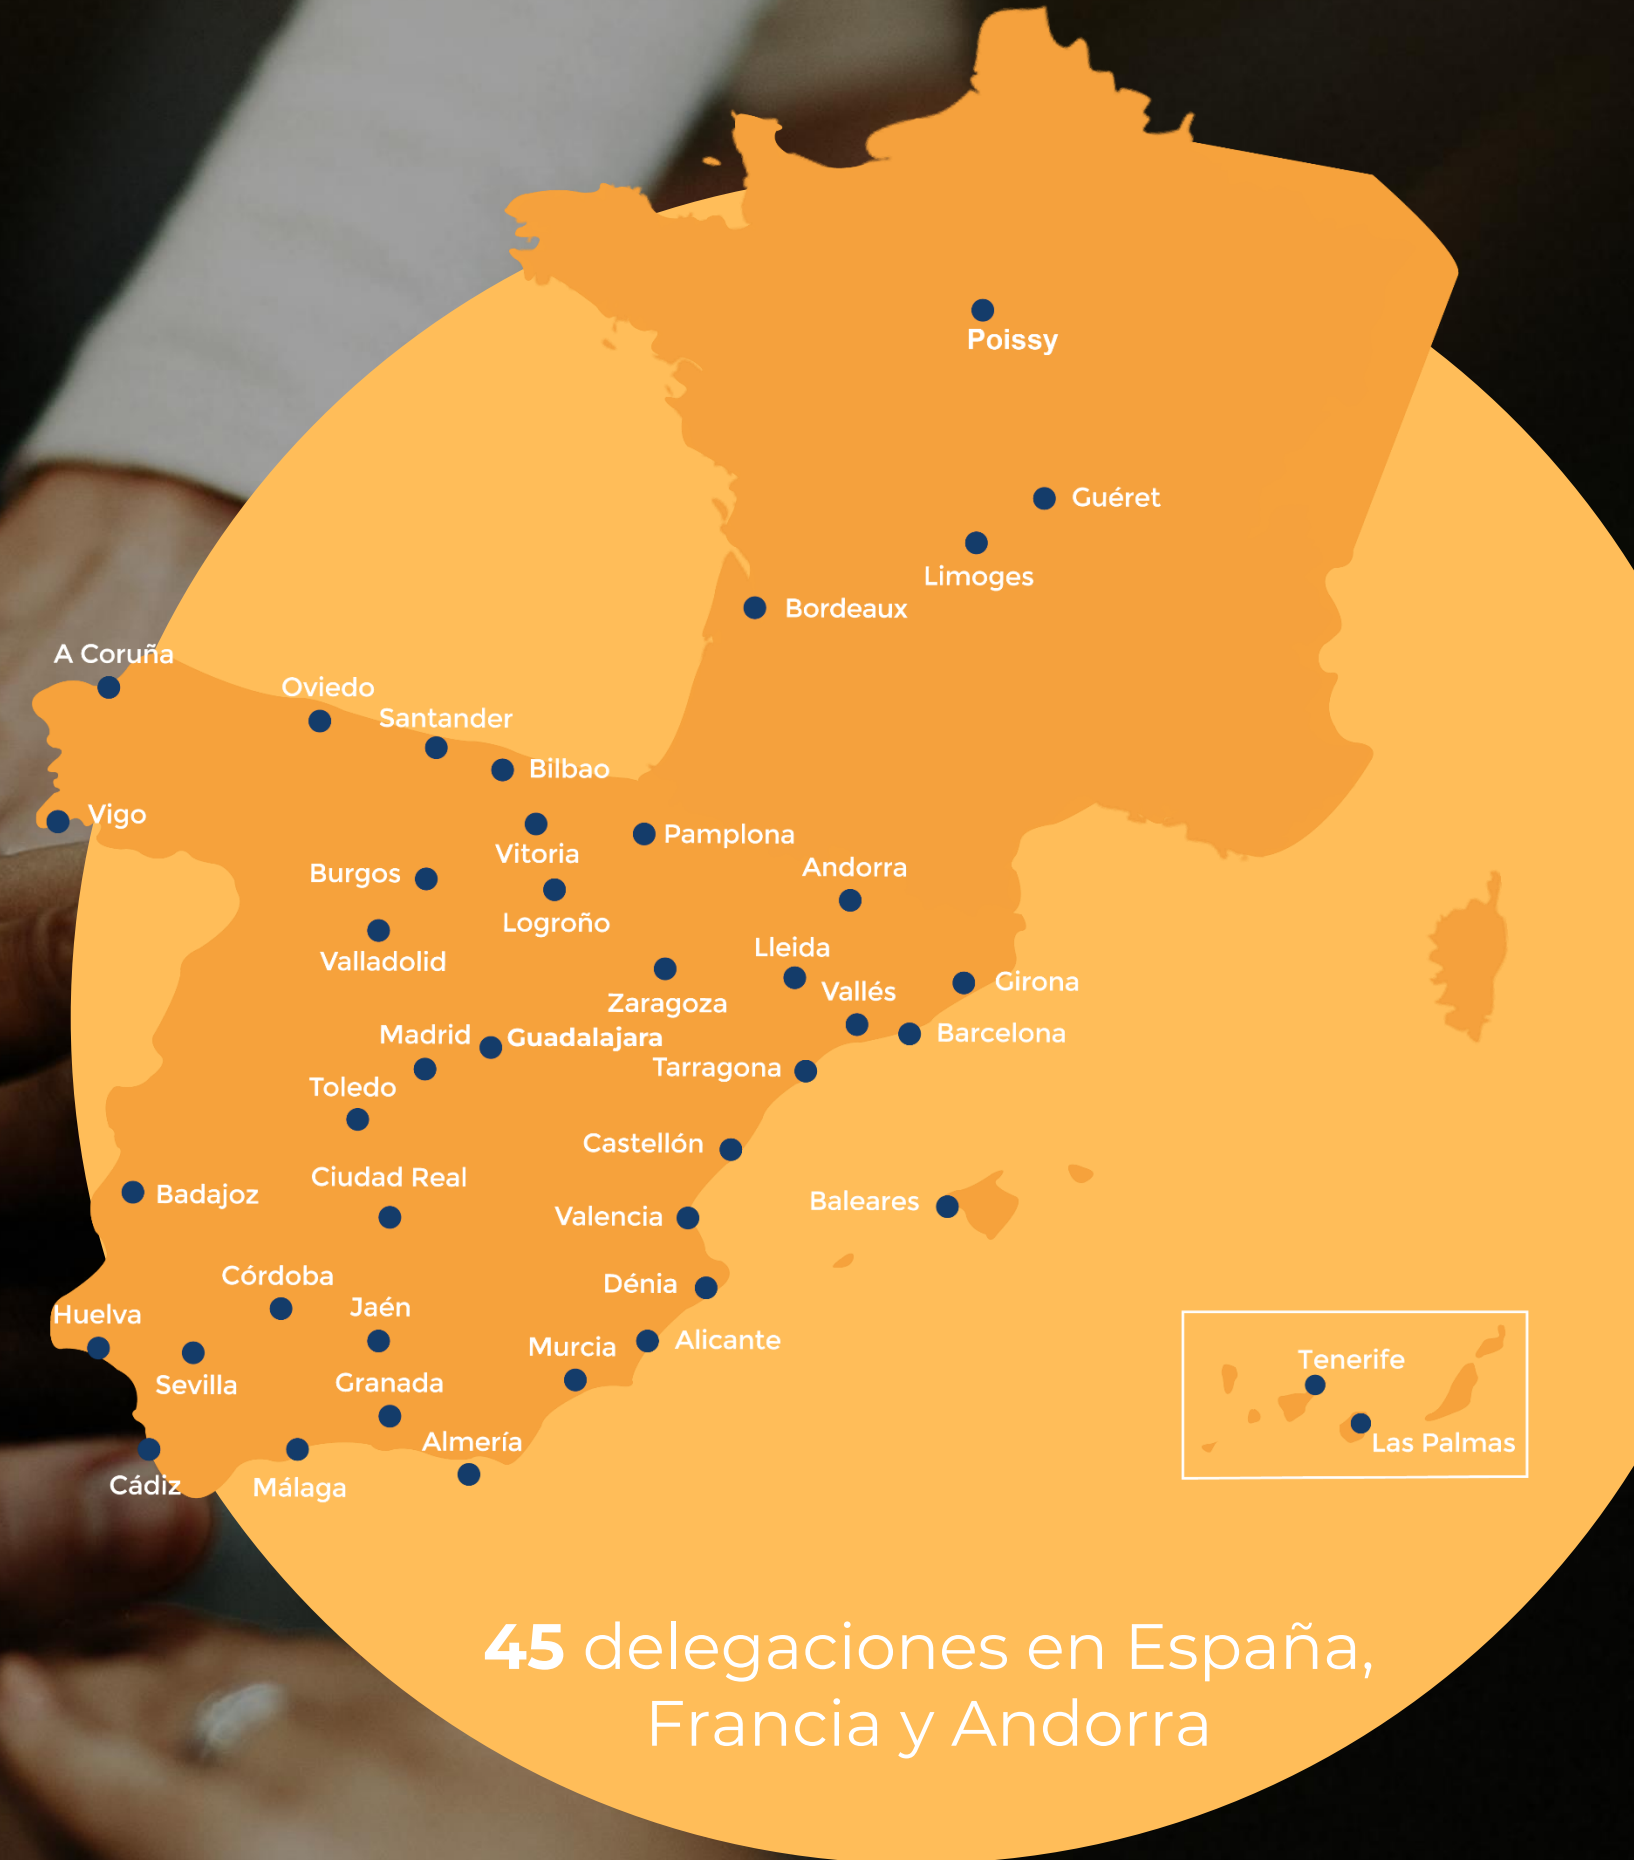 Poissy
Guéret
Limoges
Bordeaux
A Coruña
Oviedo
Santander
Bilbao
Vigo
Pamplona
Vitoria
Andorra
Burgos
Logroño
Lleida
Valladolid
Girona
Vallés
Zaragoza
Madrid
Guadalajara
Barcelona
Tarragona
Toledo
Castellón
Ciudad Real
Badajoz
Baleares
Valencia
Córdoba
Dénia
Jaén
Huelva
Alicante
Murcia
Tenerife
Sevilla
Granada
Almería
Las Palmas
Cádiz
Málaga
45 delegaciones en España,
Francia y Andorra